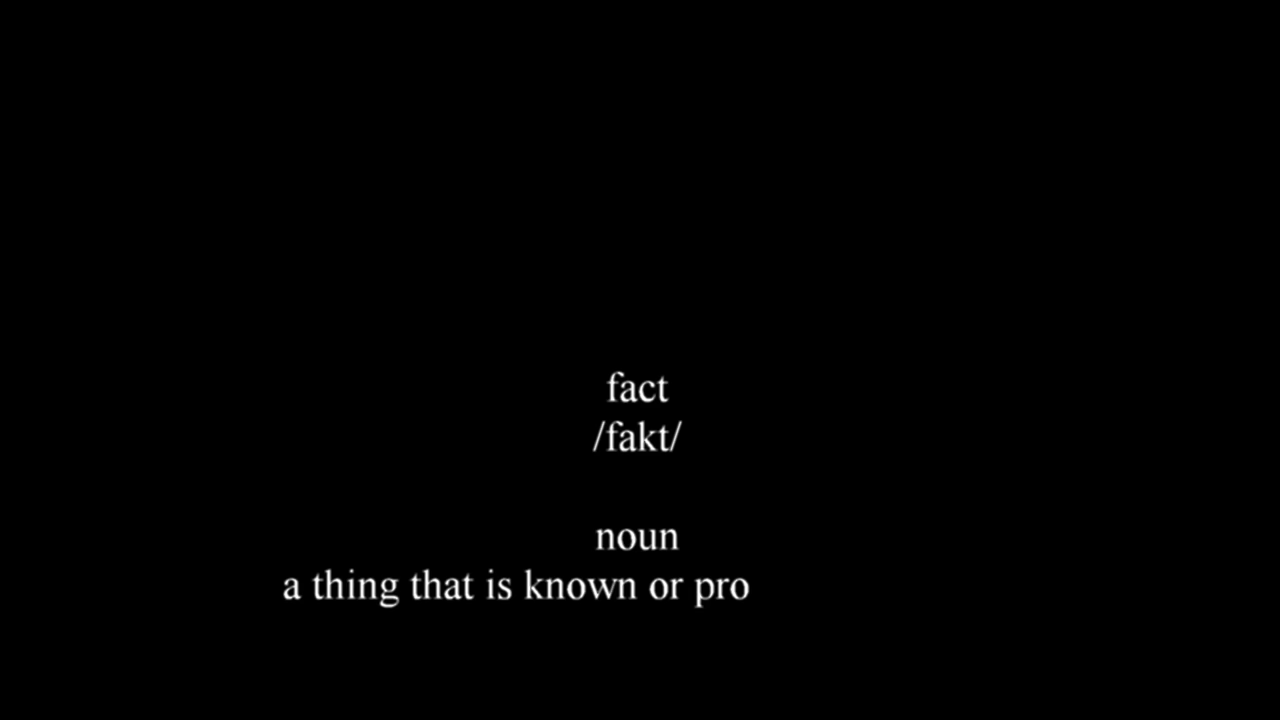 fact
/fakt/
noun
a thing that is known or pro